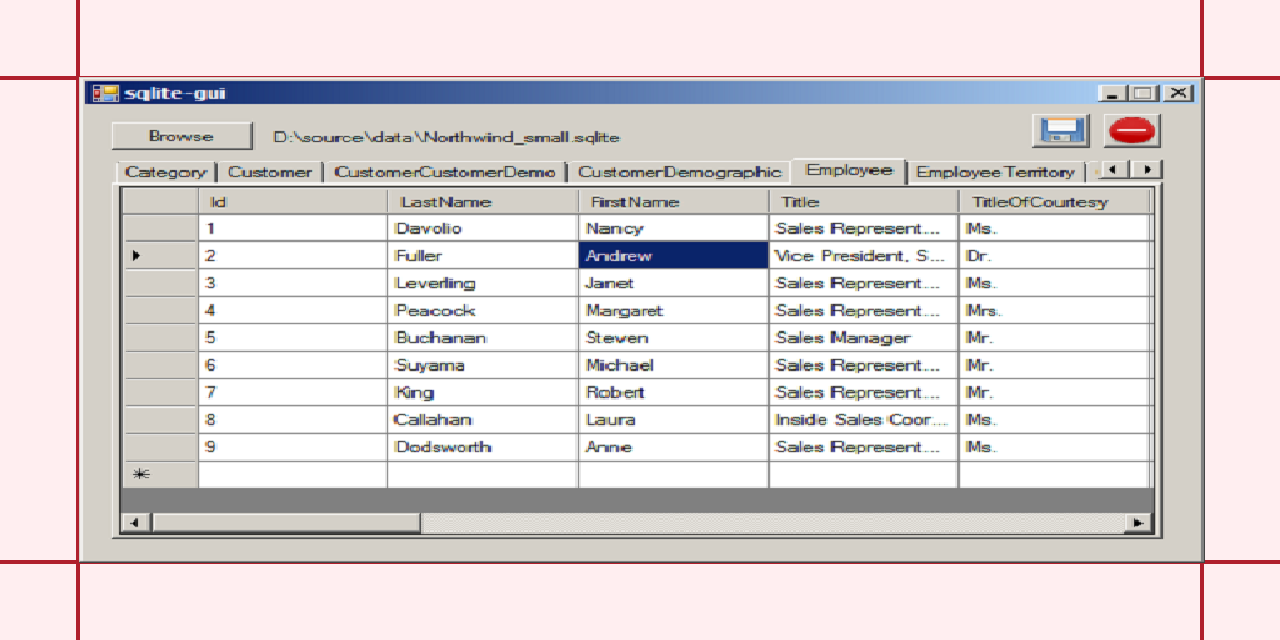 sqlite-gui
Browse D:\source\data\Northwind_small.sqlite
Category Customer CustomerCustomerDemo CustomerDemographic Employee EmployeeTerritory
Id LastName FirstName Title TitleOfCourtesy
1 Davolio Nancy Sales Represent... Ms.
2 Fuller Andrew Vice President, S... Dr.
3 Leverling Janet Sales Represent... Ms.
4 Peacock Margaret Sales Represent... Mrs.
5 Buchanan Steven Sales Manager Mr.
6 Suyama Michael Sales Represent... Mr.
7 King Robert Sales Represent... Mr.
8 Callahan Laura Inside Sales Coor... Ms.
9 Dodsworth Anne Sales Represent... Ms.